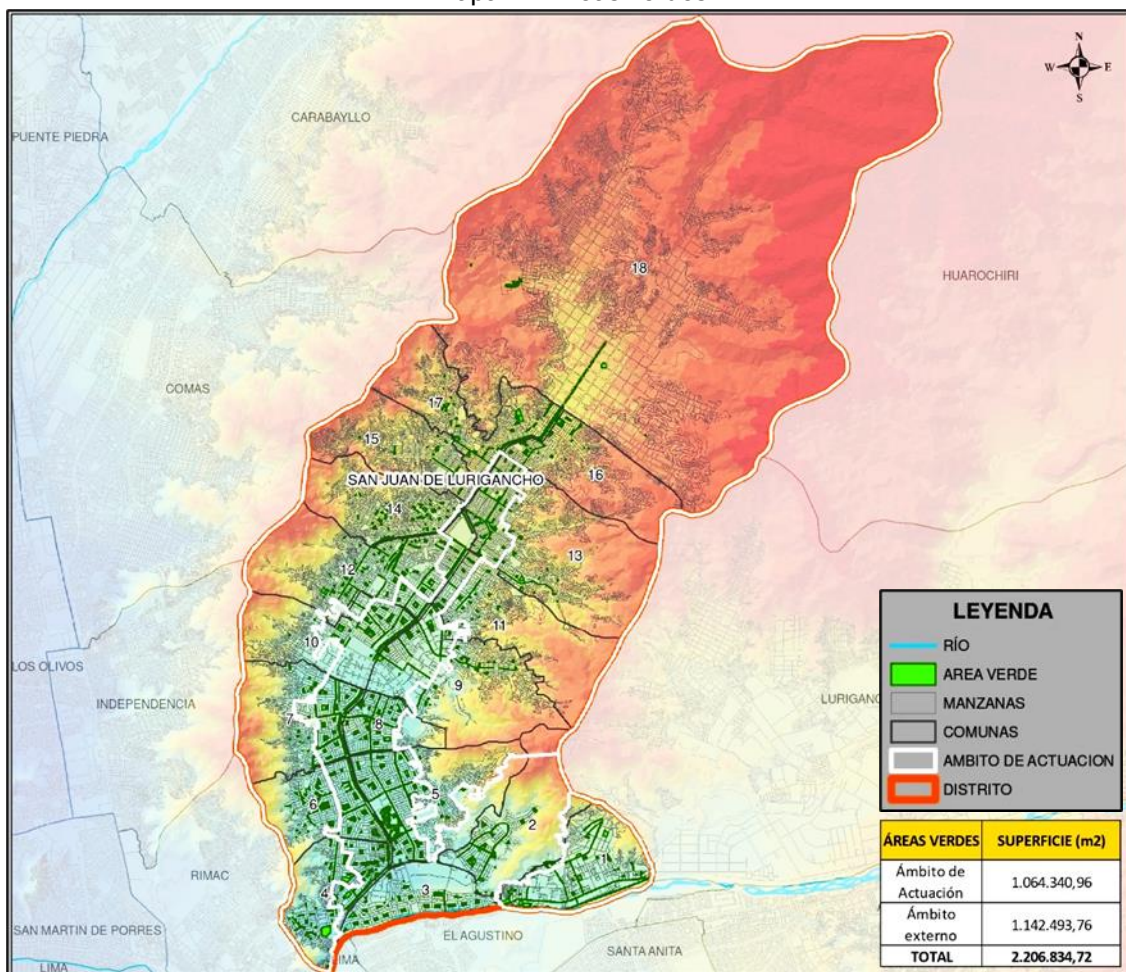 N
W E
S
CARABAYLLO
PUENTE PIEDRA
HUAROCHIRI
18
COMAS
17
15
16
SAN JUAN DE LURIGANCHO
14
13
12
11
10
LOS OLIVOS
9
INDEPENDENCIA
7
8
5
6
2
1
RIMAC
4
3
SAN MARTIN DE PORRES
EL AGUSTINO
SANTA ANITA
LIMA
LEYENDA
RÍO
AREA VERDE
MANZANAS
COMUNAS
AMBITO DE ACTUACION
DISTRITO
ÁREAS VERDES SUPERFICIE (m2)
Ámbito de
Actuación 1.064.340,96
Ámbito
externo 1.142.493,76
TOTAL 2.206.834,72